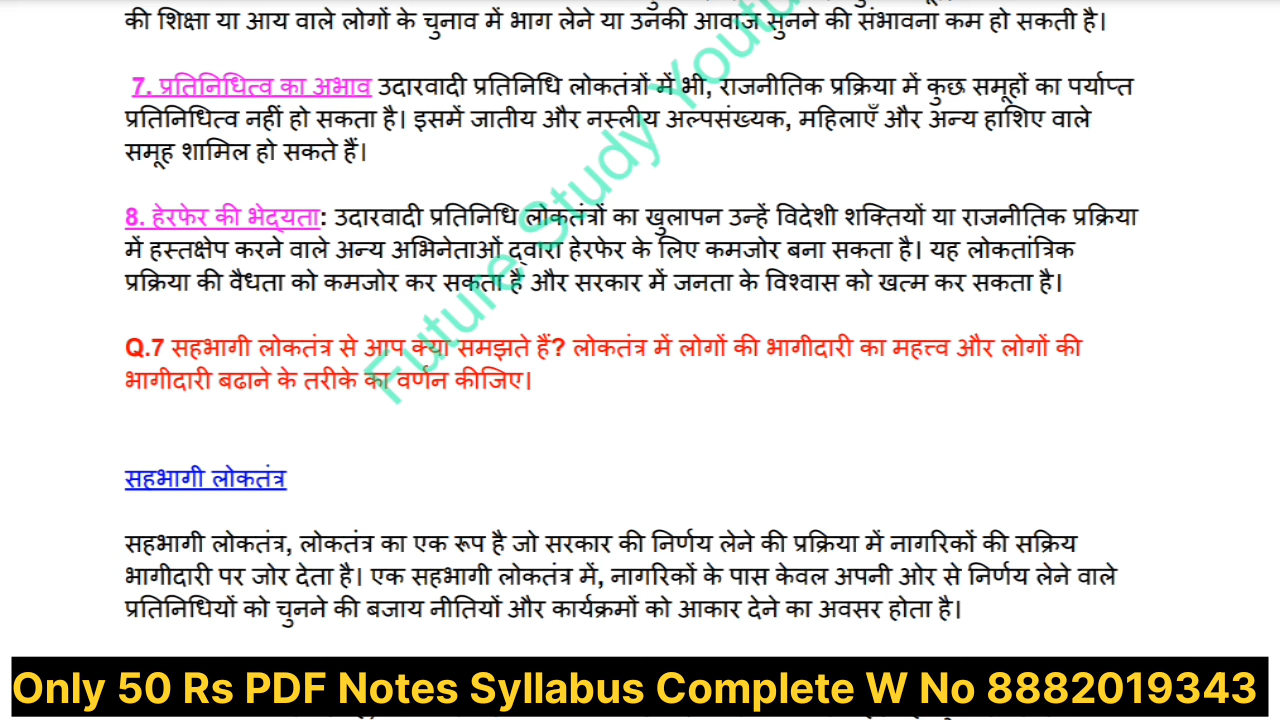 की शिक्षा या आय वाले लोगों के चुनाव में भाग लेने या उनकी आवाज सुनने की संभावना कम हो सकती है।
7. प्रतिनिधित्व का अभाव उदारवादी प्रतिनिधि लोकतंत्रों में भी, राजनीतिक प्रक्रिया में कुछ समूहों का पर्याप्त
प्रतिनिधित्व नहीं हो सकता है। इसमें जातीय और नस्लीय अल्पसंख्यक, महिलाएँ और अन्य हाशिए वाले
समूह शामिल हो सकते हैं।
8. हेरफेर की भेद्यता: उदारवादी प्रतिनिधि लोकतंत्रों का खुलापन उन्हें विदेशी शक्तियों या राजनीतिक प्रक्रिया
में हस्तक्षेप करने वाले अन्य अभिनेताओं द्वारा हेरफेर के लिए कमजोर बना सकता है। यह लोकतांत्रिक
प्रक्रिया की वैधता को कमजोर कर सकता है और सरकार में जनता के विश्वास को खत्म कर सकता है।
Q.7 सहभागी लोकतंत्र से आप क्या समझते हैं? लोकतंत्र में लोगों की भागीदारी का महत्त्व और लोगों की
भागीदारी बढाने के तरीके का वर्णन कीजिए।
सहभागी लोकतंत्र
सहभागी लोकतंत्र, लोकतंत्र का एक रूप है जो सरकार की निर्णय लेने की प्रक्रिया में नागरिकों की सक्रिय
भागीदारी पर जोर देता है। एक सहभागी लोकतंत्र में, नागरिकों के पास केवल अपनी ओर से निर्णय लेने वाले
प्रतिनिधियों को चुनने की बजाय नीतियों और कार्यक्रमों को आकार देने का अवसर होता है।
Future Study Youtu
Only 50 Rs PDF Notes Syllabus Complete W No 8882019343